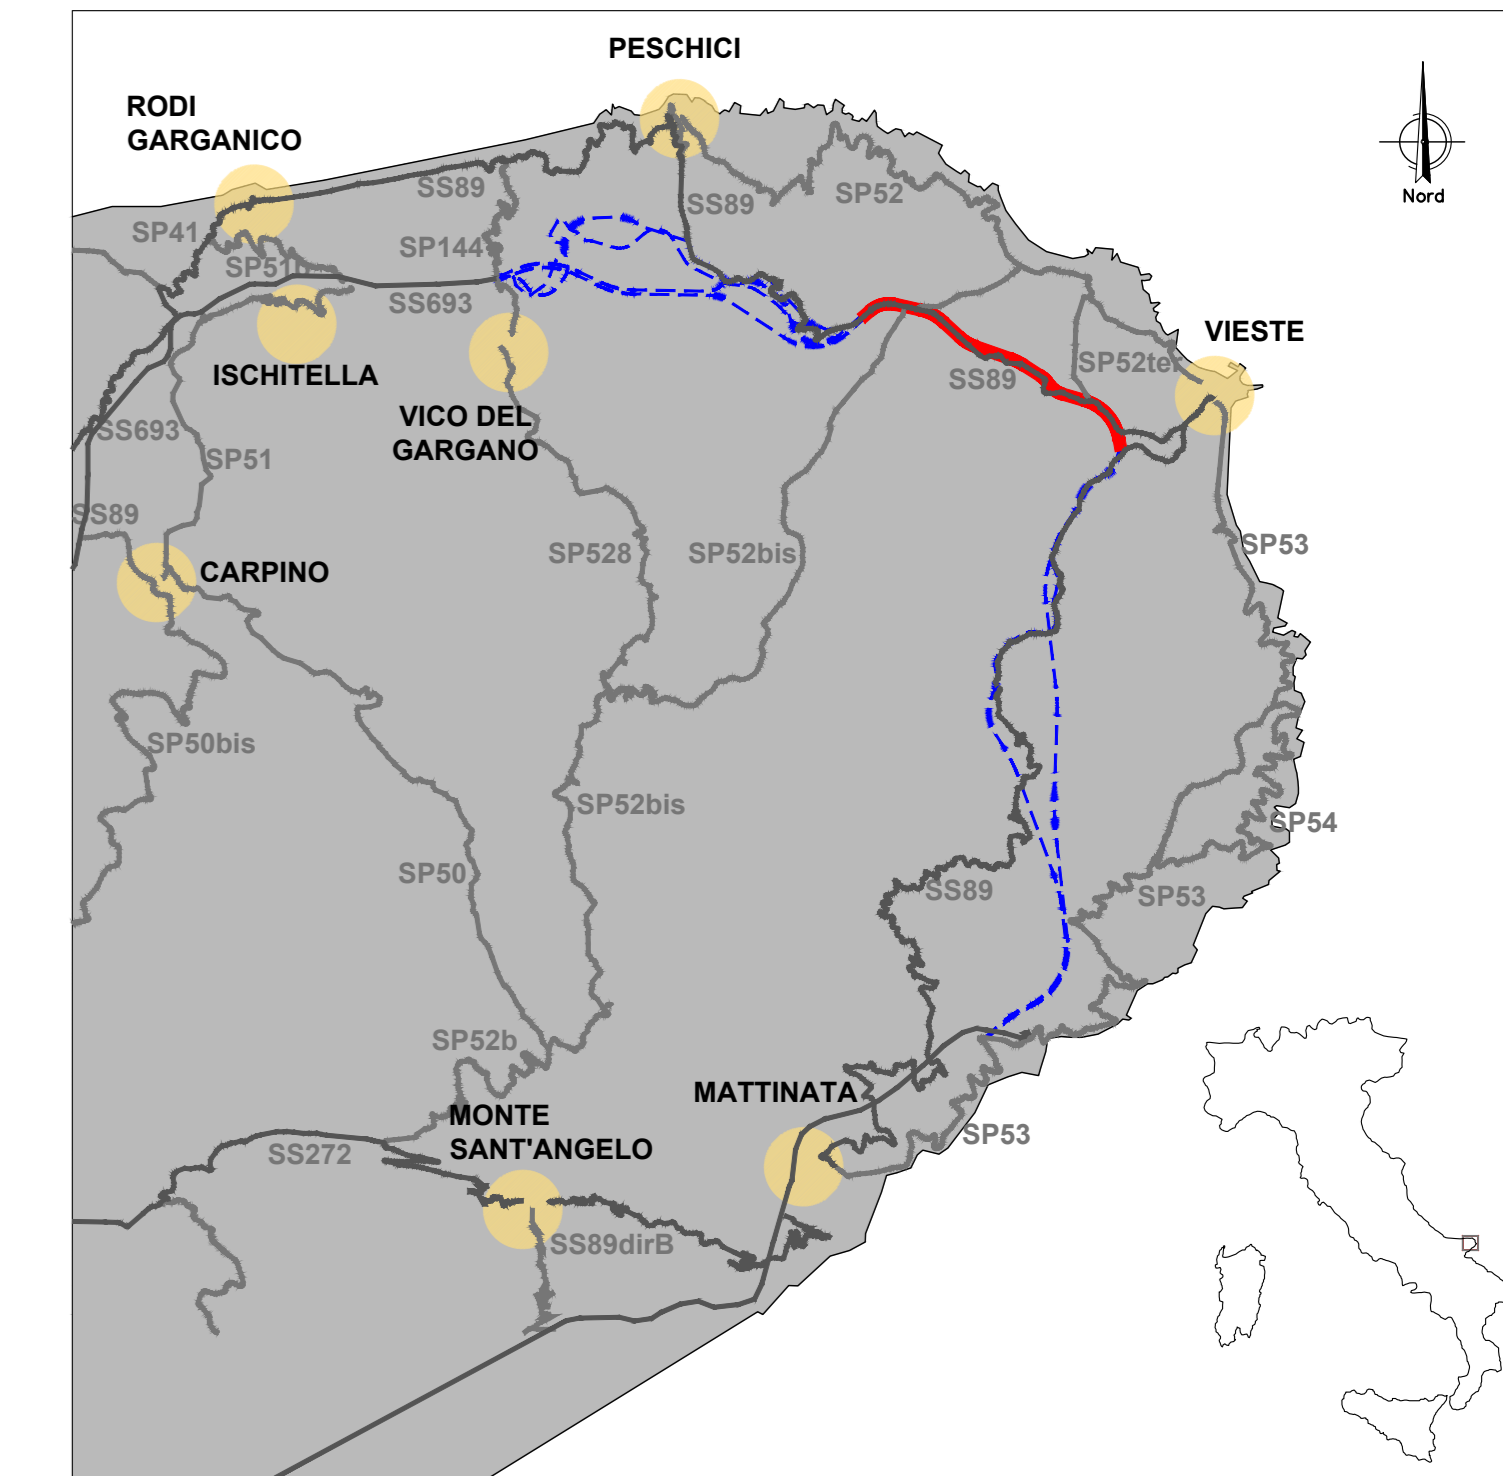 PESCHICI
RODI
GARGANICO
SS89
SP41
SP51
SP144
SS89
SP52
Nord
SS693
ISCHITELLA
VICO DEL
GARGANO
SS89
SP52ter
VIESTE
SS693
SP51
SS89
CARPINO
SP528
SP52bis
SP53
SP50bis
SP52bis
SP54
SP50
SS89
SP53
SP52b
MATTINATA
MONTE
SANT'ANGELO
SS272
SP53
SS89dirB